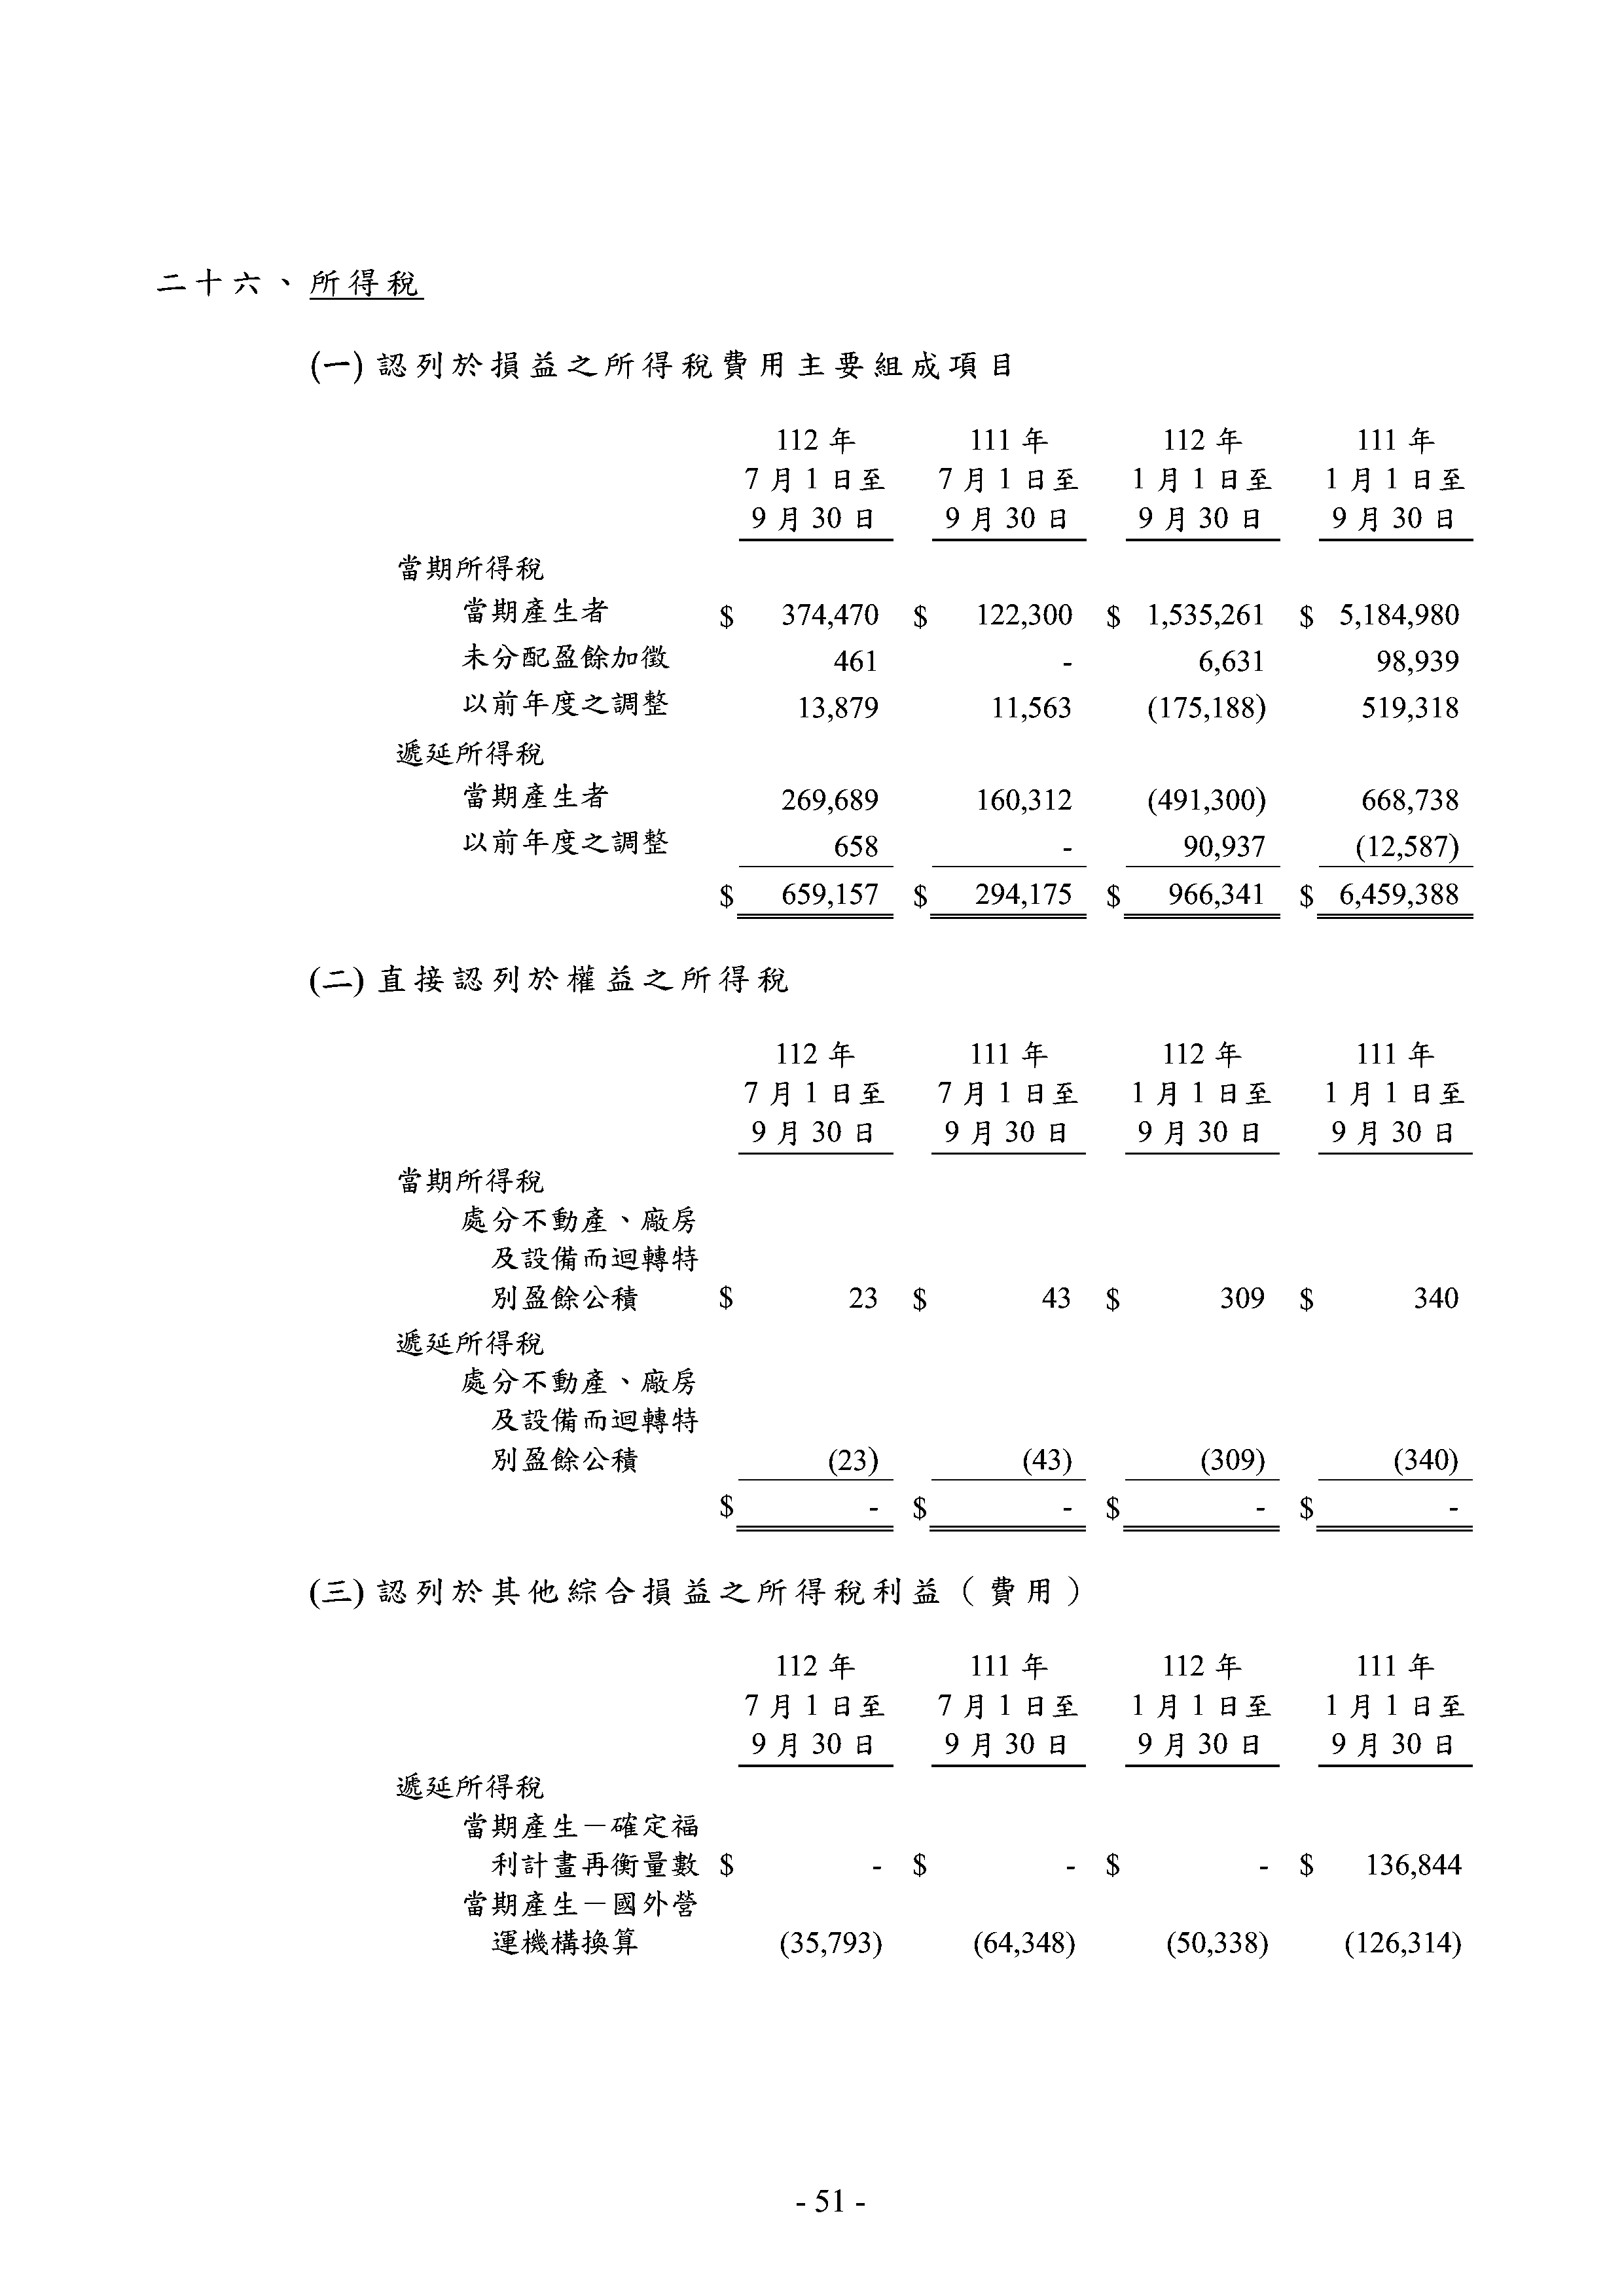 二十六、所得稅
(一) 認列於損益之所得稅費用主要組成項目
112 年 111 年 112 年 111 年
7 月 1 日至 7 月 1 日至 1 月 1 日至 1 月 1 日至
9 月 30 日 9 月 30 日 9 月 30 日 9 月 30 日
當期所得稅
當期產生者 $ 374,470 $ 122,300 $ 1,535,261 $ 5,184,980
未分配盈餘加徵 461 - 6,631 98,939
以前年度之調整 13,879 11,563 (175,188) 519,318
遞延所得稅
當期產生者 269,689 160,312 (491,300) 668,738
以前年度之調整 658 - 90,937 (12,587)
$ 659,157 $ 294,175 $ 966,341 $ 6,459,388
(二) 直接認列於權益之所得稅
112 年 111 年 112 年 111 年
7 月 1 日至 7 月 1 日至 1 月 1 日至 1 月 1 日至
9 月 30 日 9 月 30 日 9 月 30 日 9 月 30 日
當期所得稅
處分不動產、廠房
及設備而迴轉特
別盈餘公積 $ 23 $ 43 $ 309 $ 340
遞延所得稅
處分不動產、廠房
及設備而迴轉特
別盈餘公積 (23) (43) (309) (340)
$ - $ - $ - $ -
(三) 認列於其他綜合損益之所得稅利益（費用）
112 年 111 年 112 年 111 年
7 月 1 日至 7 月 1 日至 1 月 1 日至 1 月 1 日至
9 月 30 日 9 月 30 日 9 月 30 日 9 月 30 日
遞延所得稅
當期產生－確定福
利計畫再衡量數 $ - $ - $ - $ 136,844
當期產生－國外營
運機構換算 (35,793) (64,348) (50,338) (126,314)
- 51 -